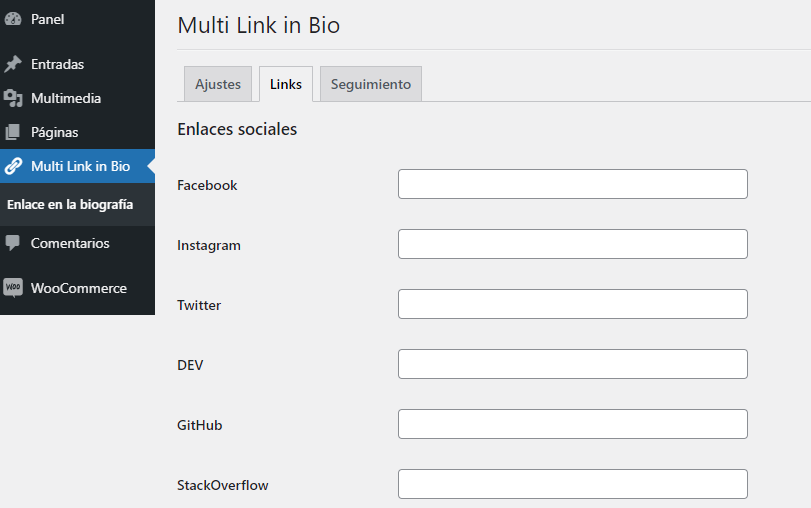 Panel
Entradas
Multimedia
Páginas
Multi Link in Bio
Enlace en la biografía
Comentarios
WOO
WooCommerce
Multi Link in Bio
Ajustes
Links
Seguimiento
Enlaces sociales
Facebook
Instagram
Twitter
DEV
GitHub
StackOverflow